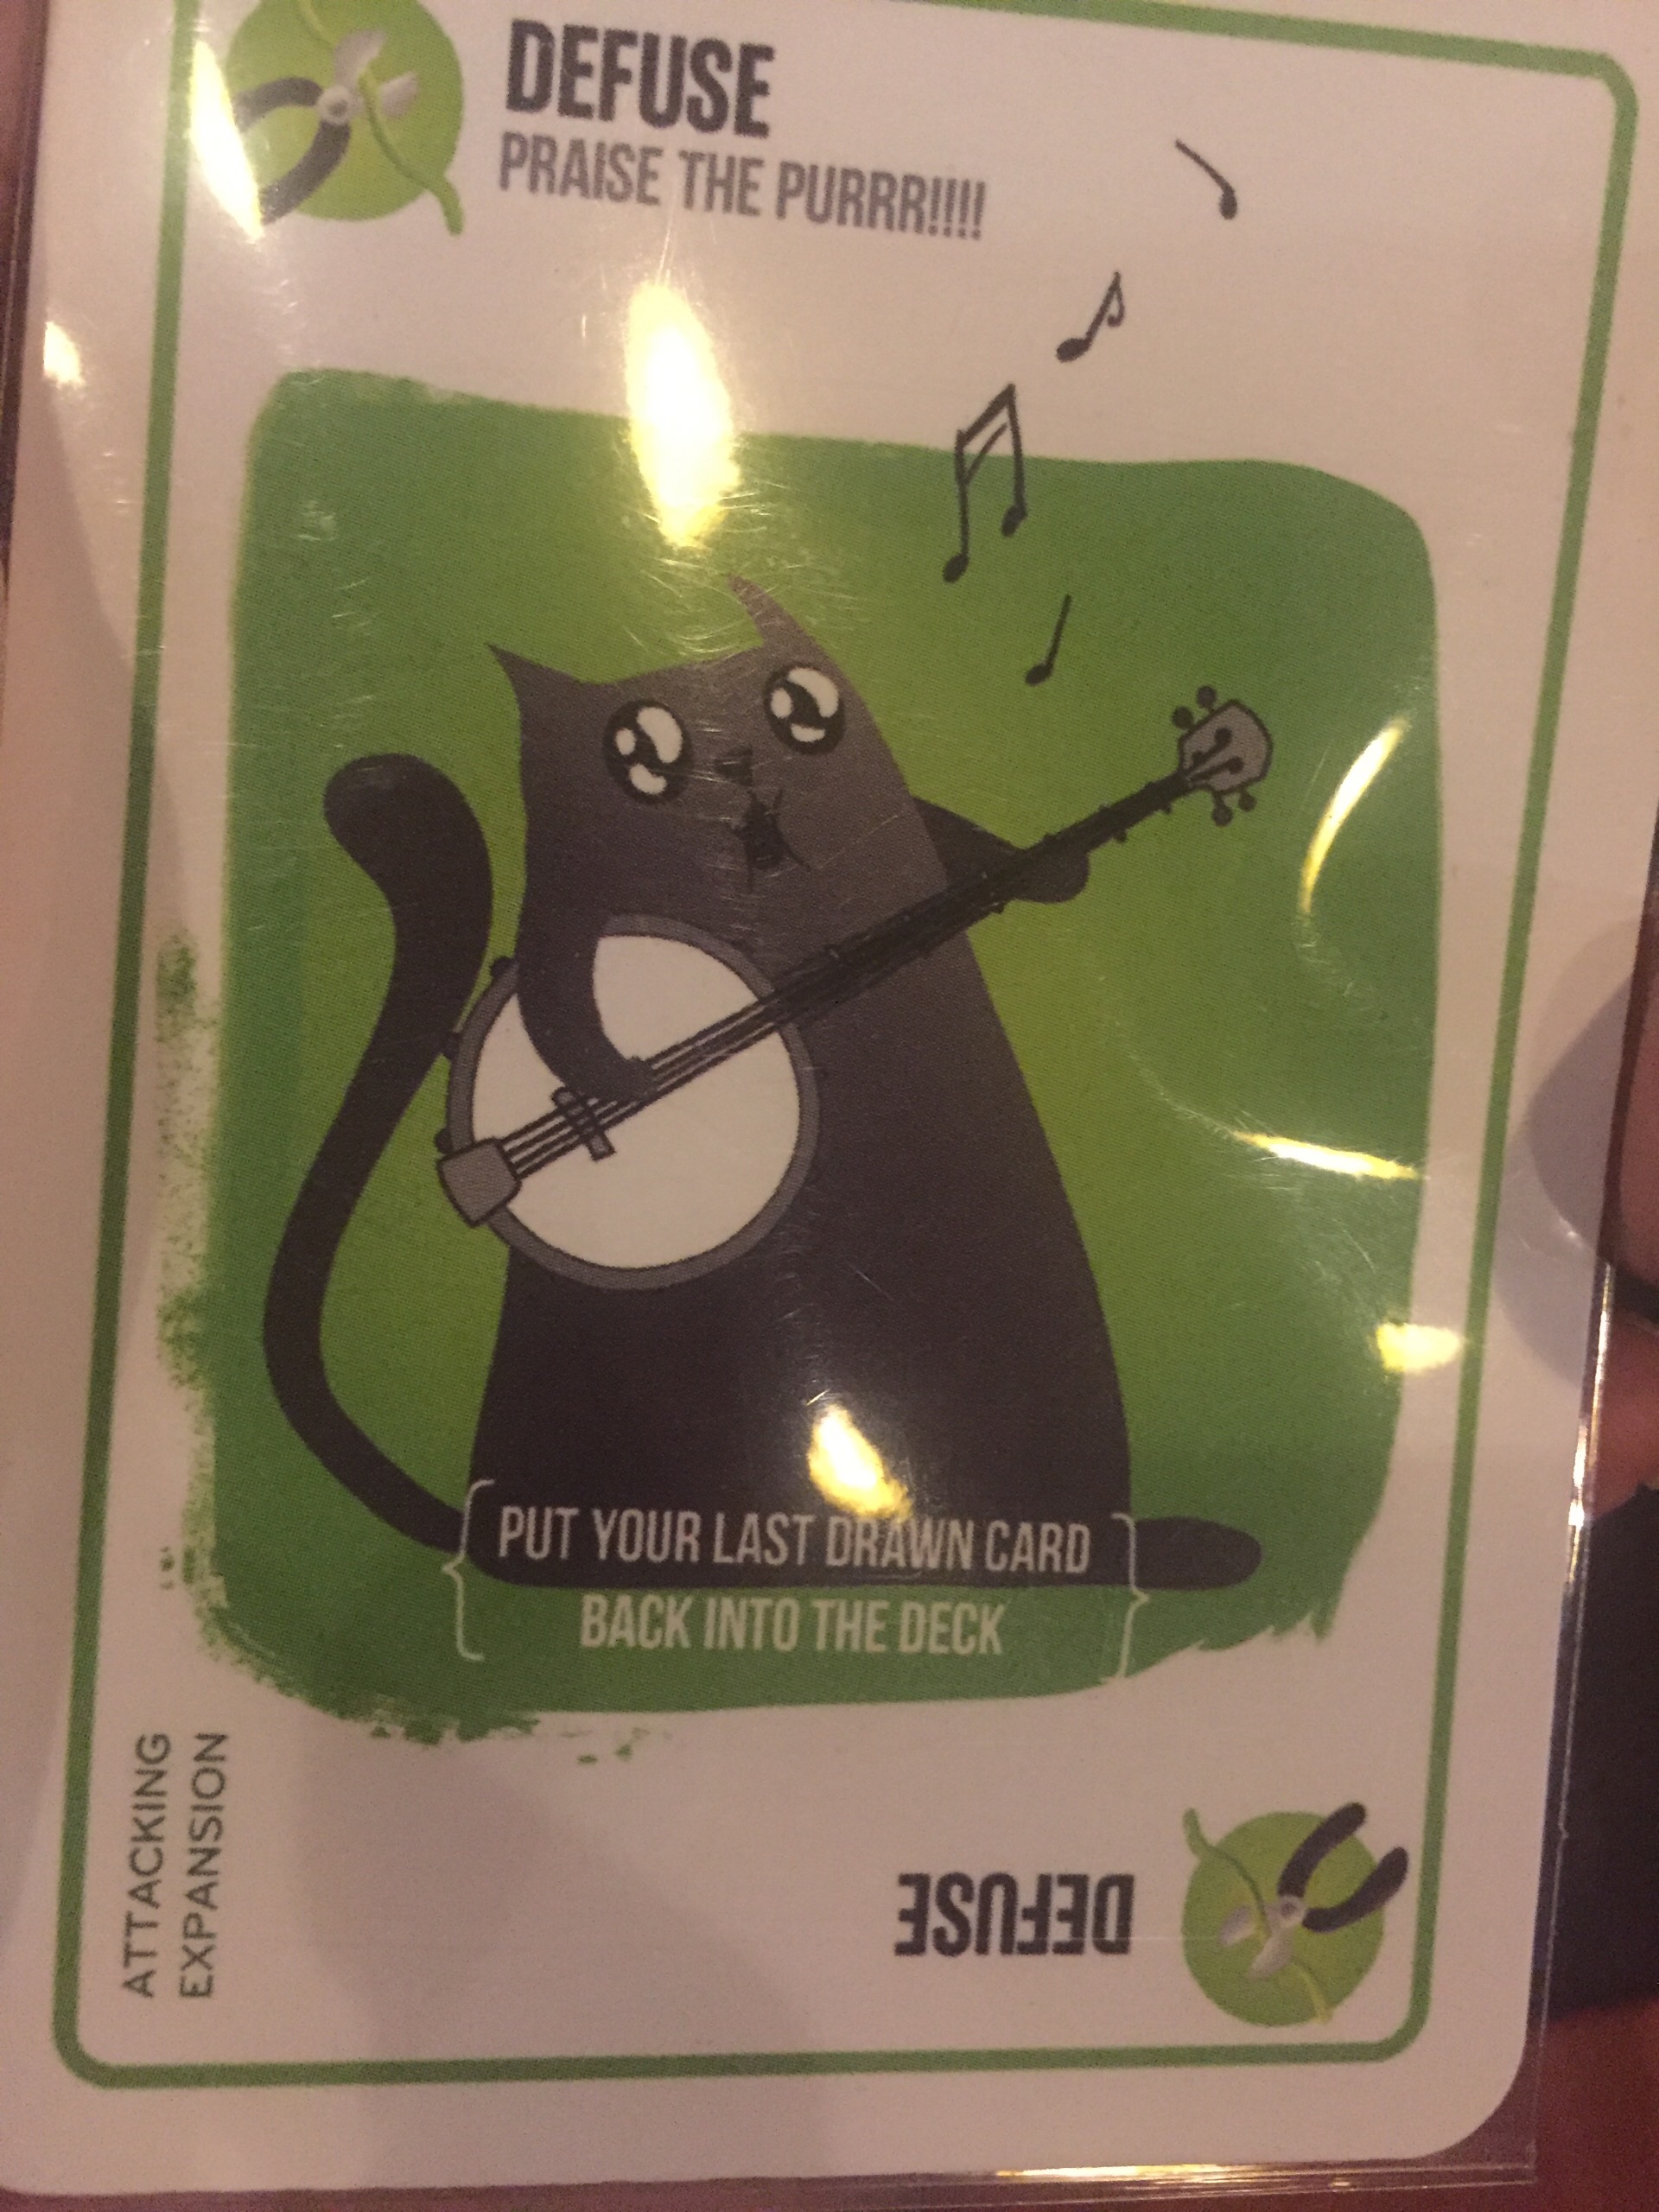 DEFUSE
PRAISE THE PURRR!!!!
PUT YOUR LAST DRAWN CARD
BACK INTO THE DECK
ATTACKING
EXPANSION
DEFUSE